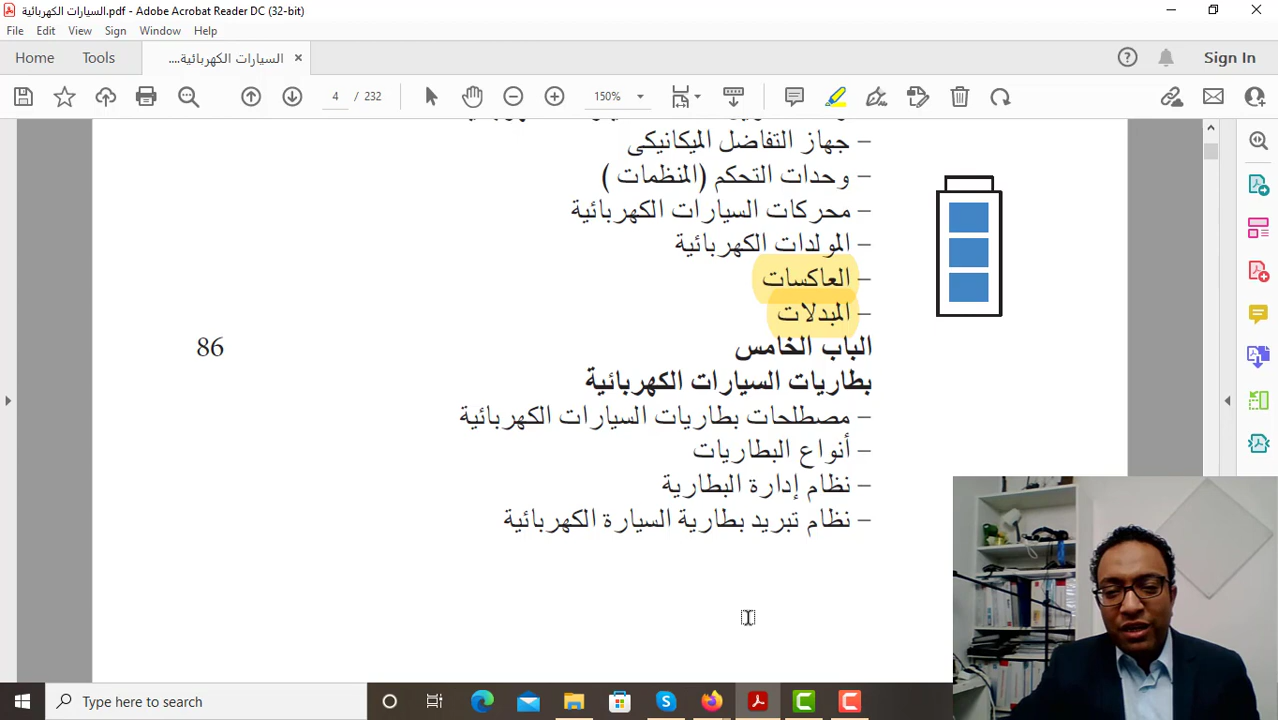 السيارات الكهربائية.pdf - Adobe Acrobat Reader DC (32-bit)
File Edit View Sign Window Help
Home Tools السيارات الكهربائية.... × Sign In
4 / 232 150%
– جهاز التفاضل الميكانيكى
– وحدات التحكم (المنظمات )
– محركات السيارات الكهربائية
– المولدات الكهربائية
– العاكسات
– المبدلات
الباب الخامس 86
بطاريات السيارات الكهربائية
– مصطلحات بطاريات السيارات الكهربائية
– أنواع البطاريات
– نظام إدارة البطارية
– نظام تبريد بطارية السيارة الكهربائية
Type here to search